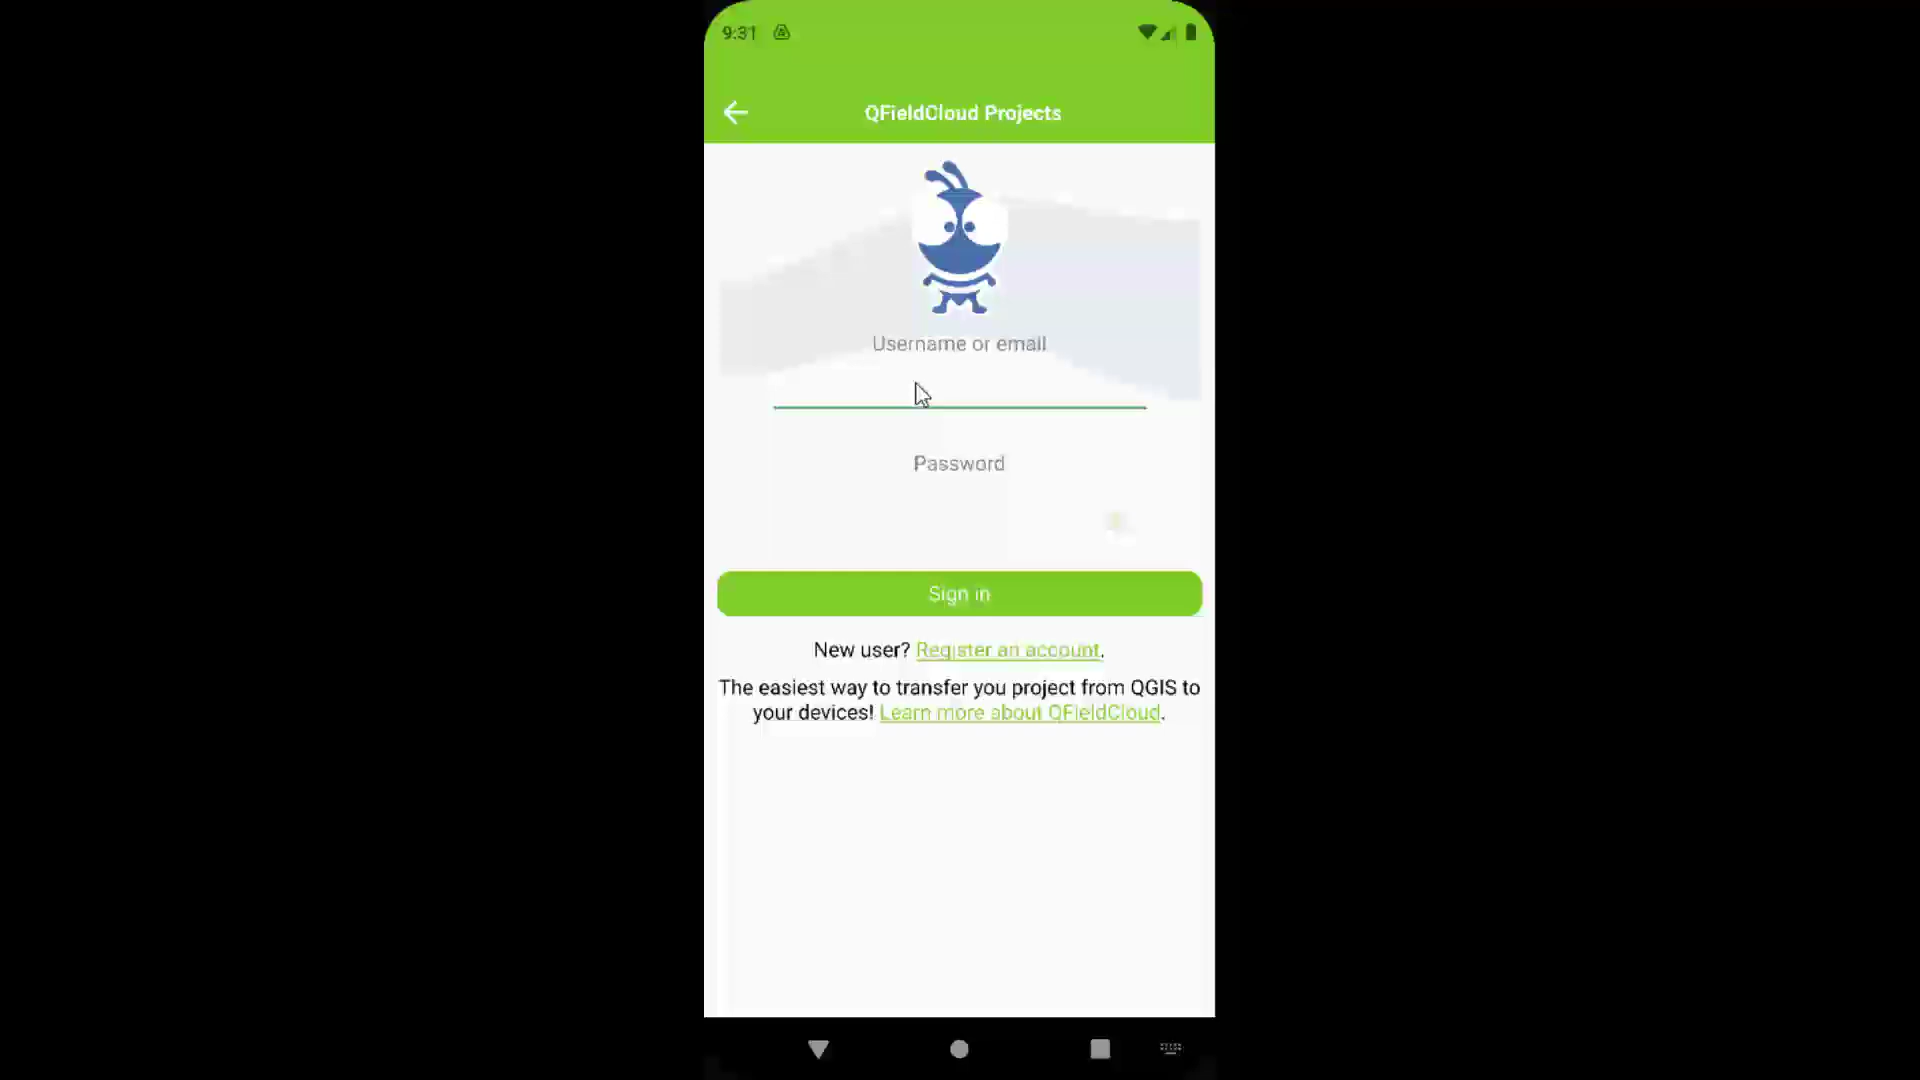 9:31
QFieldCloud Projects
Username or email
Password
Sign in
New user? Register an account.
The easiest way to transfer you project from QGIS to
your devices! Learn more about QFieldCloud.